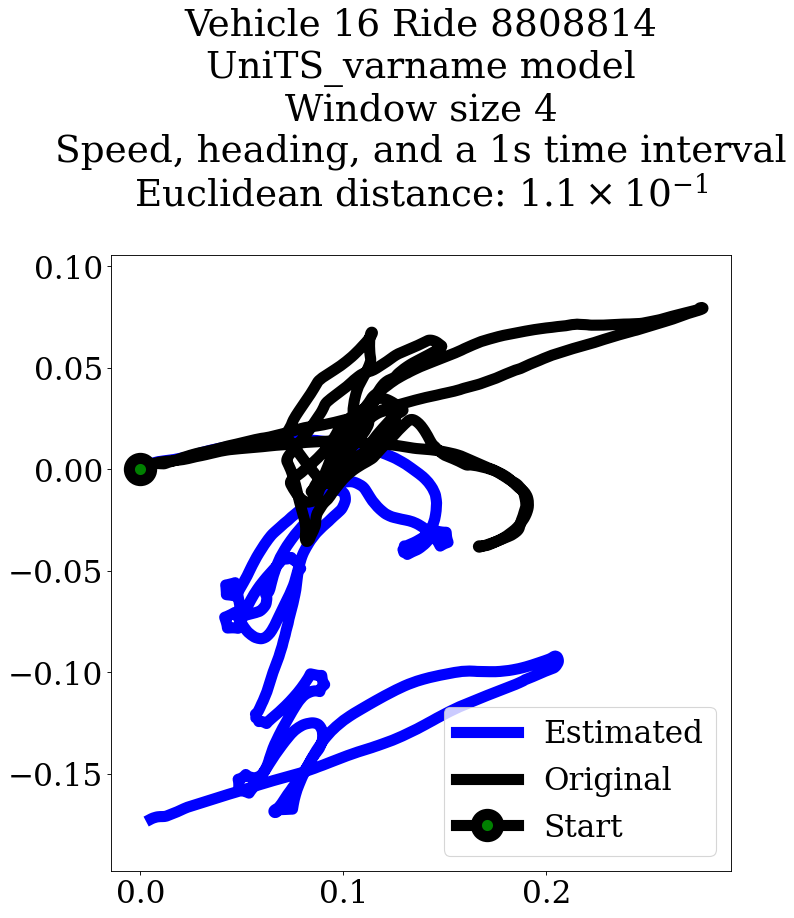 Vehicle 16 Ride 8808814
UniTS_varname model
Window size 4
Speed, heading, and a 1s time interval
Euclidean distance: 1.1 × 10⁻¹
0.10
0.05
0.00
−0.05
−0.10
−0.15
Estimated
Original
Start
0.0
0.1
0.2